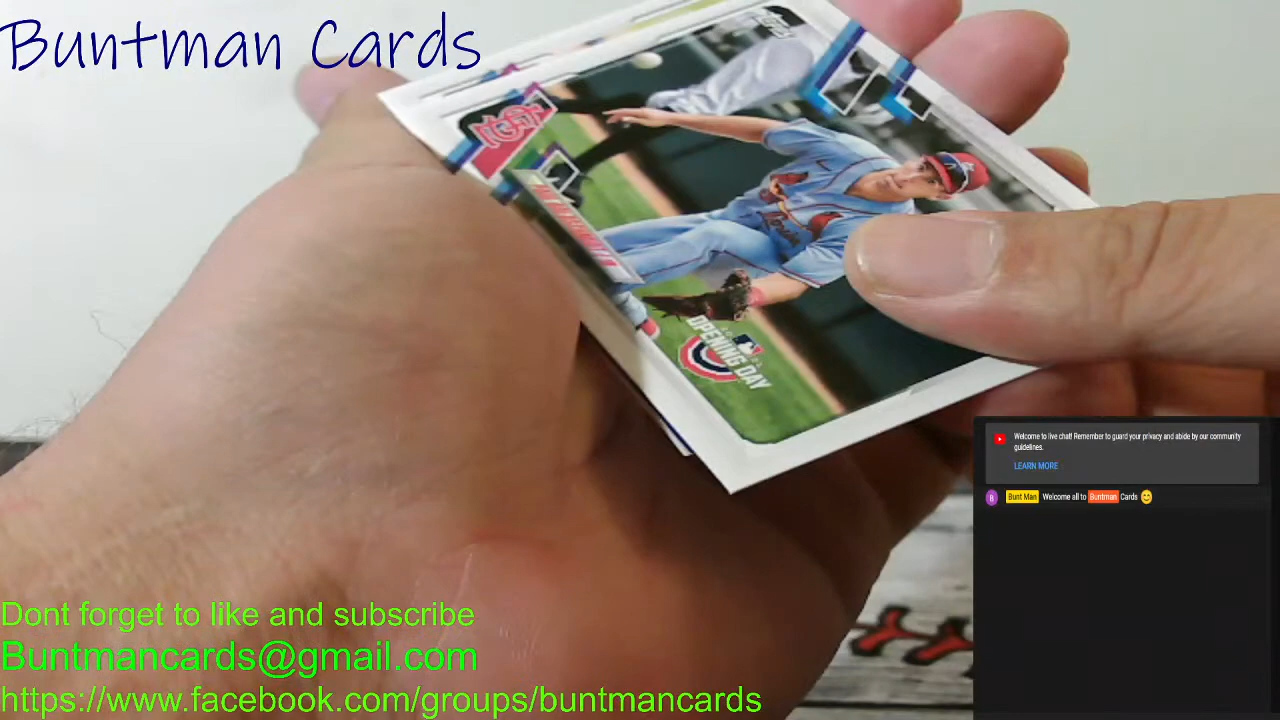 Buntman Cards
topps
OPENING DAY
Welcome to live chat! Remember to guard your privacy and abide by our community
guidelines.
LEARN MORE
B Bunt Man Welcome all to Buntman Cards 😊
Dont forget to like and subscribe
Buntmancards@gmail.com
https://www.facebook.com/groups/buntmancards